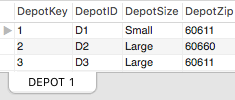 DepotKey DepotID DepotSize DepotZip
1 D1 Small 60611
2 D2 Large 60660
3 D3 Large 60611
DEPOT 1